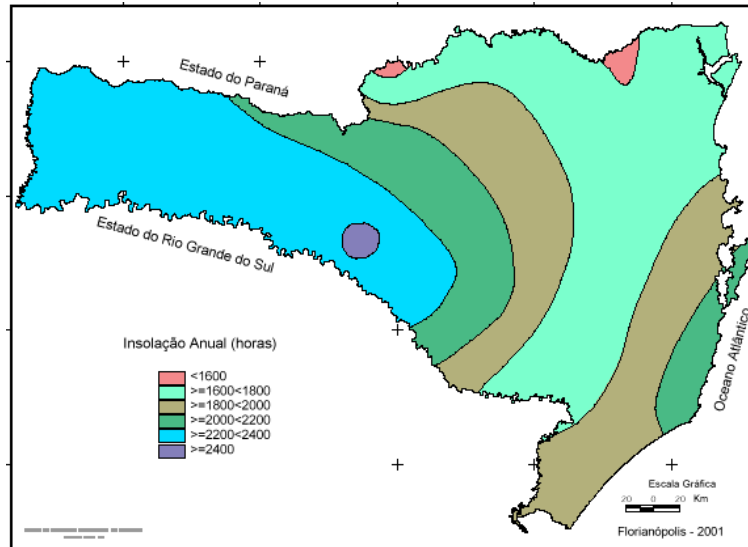 Estado do Paraná
Estado do Rio Grande do Sul
Oceano Atlântico
Insolação Anual (horas)
<1600
>=1600<1800
>=1800<2000
>=2000<2200
>=2200<2400
>=2400
Escala Gráfica
20 0 20 Km
Florianópolis - 2001